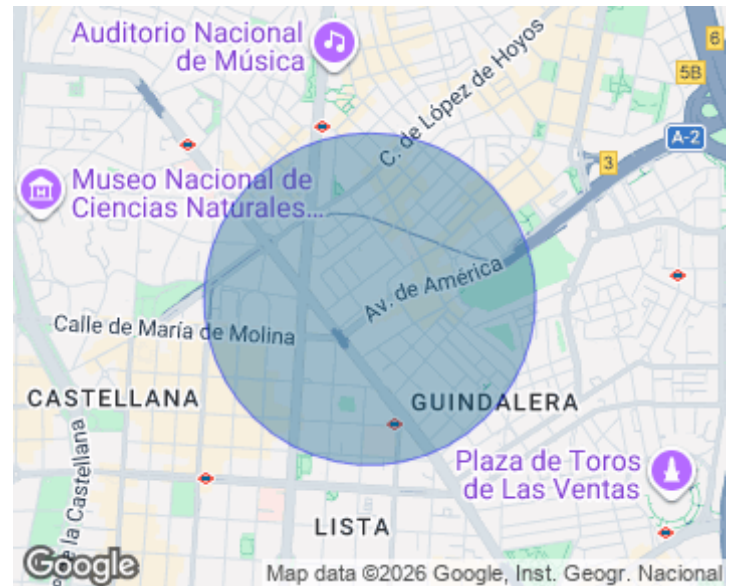 Auditorio Nacional
de Música
C. de López de Hoyos
6
5B
A-2
3
Museo Nacional de
Ciencias Naturales...
Av. de América
Calle de María de Molina
CASTELLANA
GUINDALERA
de la Castellana
Plaza de Toros
de Las Ventas
LISTA
Google
Map data ©2026 Google, Inst. Geogr. Nacional